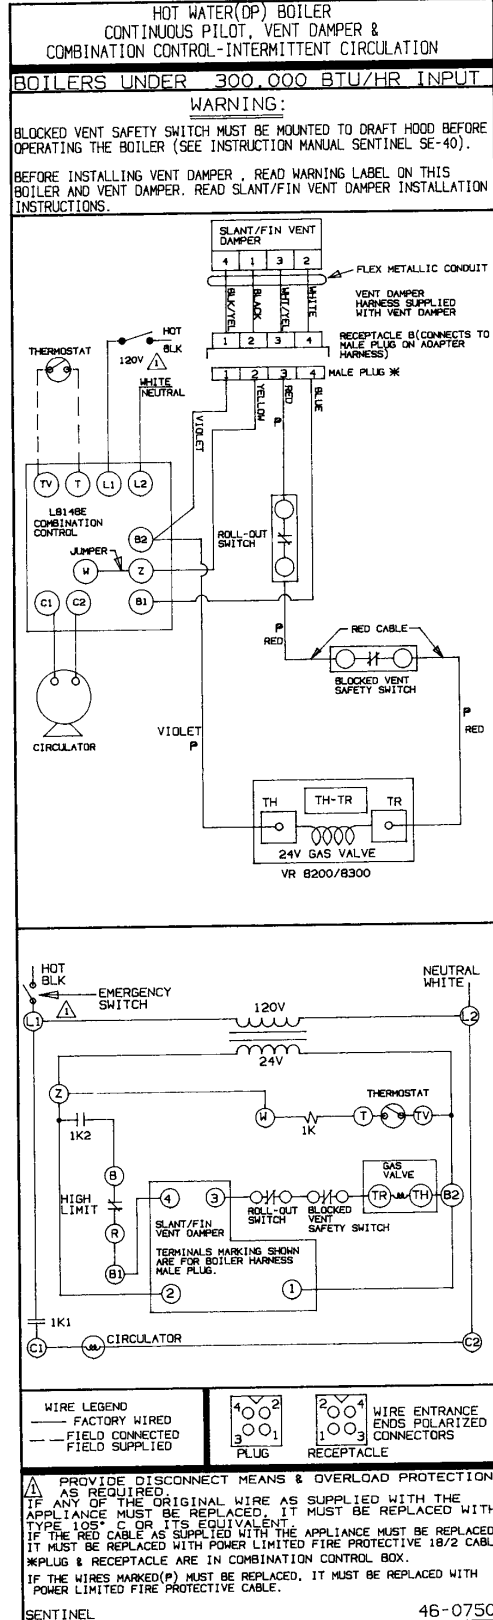 HOT WATER(DP) BOILER
CONTINUOUS PILOT, VENT DAMPER &
COMBINATION CONTROL-INTERMITTENT CIRCULATION
BOILERS UNDER 300,000 BTU/HR INPUT
WARNING:
BLOCKED VENT SAFETY SWITCH MUST BE MOUNTED TO DRAFT HOOD BEFORE
OPERATING THE BOILER (SEE INSTRUCTION MANUAL SENTINEL SE-40).
BEFORE INSTALLING VENT DAMPER , READ WARNING LABEL ON THIS
BOILER AND VENT DAMPER. READ SLANT/FIN VENT DAMPER INSTALLATION
INSTRUCTIONS.
SLANT/FIN VENT
DAMPER
4 1 3 2
FLEX METALLIC CONDUIT
BLK/YEL BLACK WHT/YEL WHITE
VENT DAMPER
HARNESS SUPPLIED
WITH VENT DAMPER
1 2 3 4
RECEPTACLE B(CONNECTS TO
MALE PLUG ON ADAPTER
HARNESS)
HOT
BLK
120V 1
THERMOSTAT
WHITE
NEUTRAL
1 2 3 4
MALE PLUG *
VIOLET YELLOW RED BLUE
P
TV T L1 L2
L8148E
COMBINATION
CONTROL
B2
ROLL-OUT
SWITCH
JUMPER
W Z
C1 C2 B1
P
RED
RED CABLE
BLOCKED VENT
SAFETY SWITCH
CIRCULATOR
VIOLET
P
P
RED
TH TH-TR TR
24V GAS VALVE
VR 8200/8300
HOT
BLK
NEUTRAL
WHITE
EMERGENCY
SWITCH
1
L1 120V L2
24V
Z
THERMOSTAT
W 1K T TV
1K2
B
HIGH
LIMIT
R
B1
GAS
VALVE
4 3 TR TH B2
ROLL-OUT
SWITCH
BLOCKED
VENT
SAFETY SWITCH
SLANT/FIN
VENT DAMPER
TERMINALS MARKING SHOWN
ARE FOR BOILER HARNESS
MALE PLUG.
2 1
1K1
C1 CIRCULATOR C2
WIRE LEGEND
FACTORY WIRED
FIELD CONNECTED
FIELD SUPPLIED
4 2
3 1
PLUG
2 4
1 3
RECEPTACLE
WIRE ENTRANCE
ENDS POLARIZED
CONNECTORS
1 PROVIDE DISCONNECT MEANS & OVERLOAD PROTECTION
AS REQUIRED.
IF ANY OF THE ORIGINAL WIRE AS SUPPLIED WITH THE
APPLIANCE MUST BE REPLACED, IT MUST BE REPLACED WITH
TYPE 105° C OR ITS EQUIVALENT.
IF THE RED CABLE AS SUPPLIED WITH THE APPLIANCE MUST BE REPLACED
IT MUST BE REPLACED WITH POWER LIMITED FIRE PROTECTIVE 18/2 CABL
*PLUG & RECEPTACLE ARE IN COMBINATION CONTROL BOX.
IF THE WIRES MARKED(P) MUST BE REPLACED, IT MUST BE REPLACED WITH
POWER LIMITED FIRE PROTECTIVE CABLE.
SENTINEL 46-0750